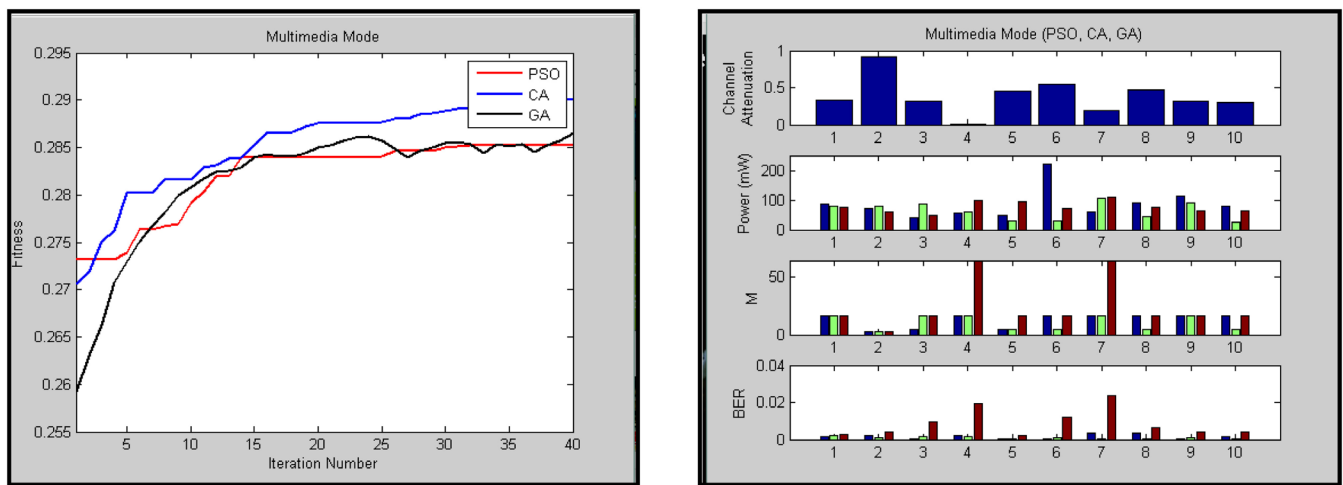 Multimedia Mode
0.295
0.29
0.285
0.28
0.275
0.27
0.265
0.26
0.255
Fitness
PSO
CA
GA
5 10 15 20 25 30 35 40
Iteration Number
Multimedia Mode (PSO, CA, GA)
Channel
Attenuation
1
0.5
0
1 2 3 4 5 6 7 8 9 10
Power (mW)
200
100
0
1 2 3 4 5 6 7 8 9 10
M
50
0
1 2 3 4 5 6 7 8 9 10
BER
0.04
0.02
0
1 2 3 4 5 6 7 8 9 10